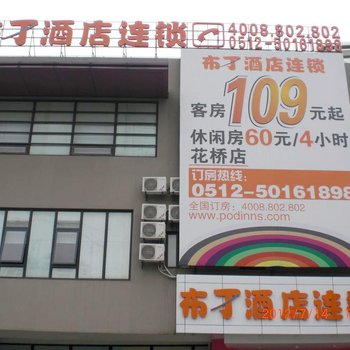 布丁酒店连锁
4008.802.802
0512-50161898
布丁酒店连锁
客房109元起
休闲房60元/4小时
花桥店
订房热线:
0512-50161898
全国订房: 4008.802.802
www.podinns.com
布丁酒店连锁